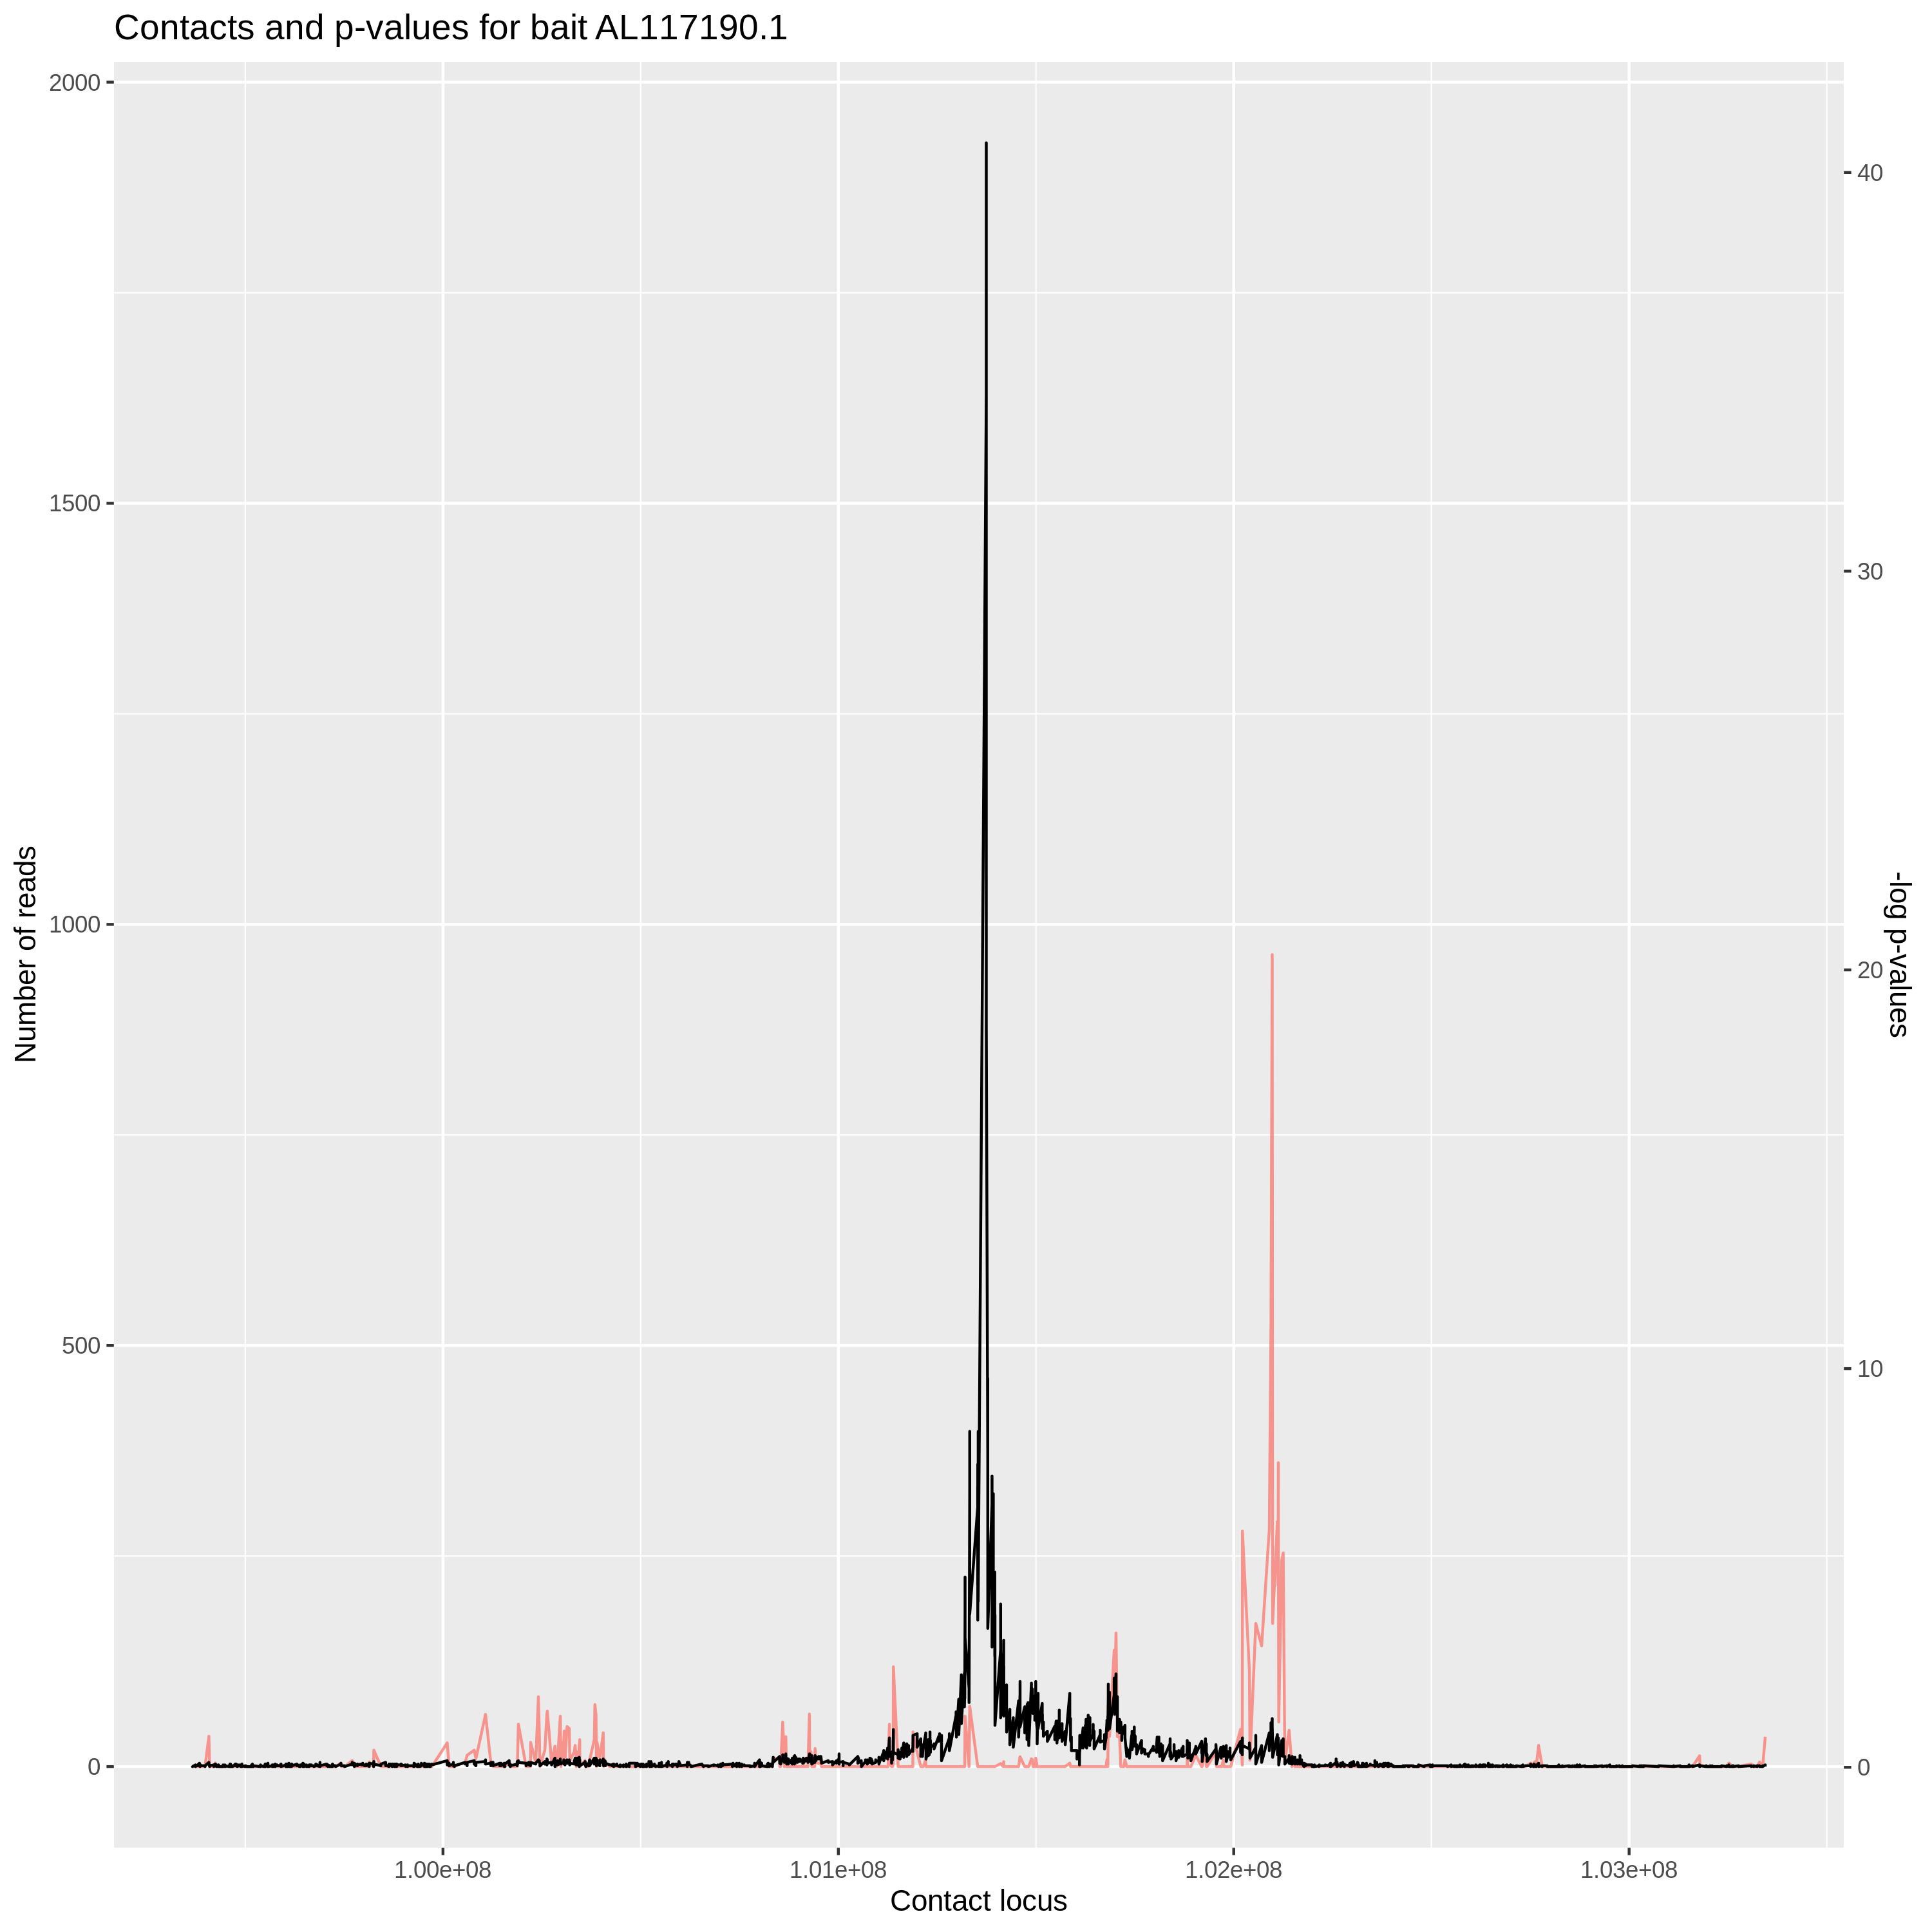 Contacts and p-values for bait AL117190.1
2000
1500
1000
500
0
Number of reads
40
30
20
10
0
-log p-values
1.00e+08
1.01e+08
1.02e+08
1.03e+08
Contact locus